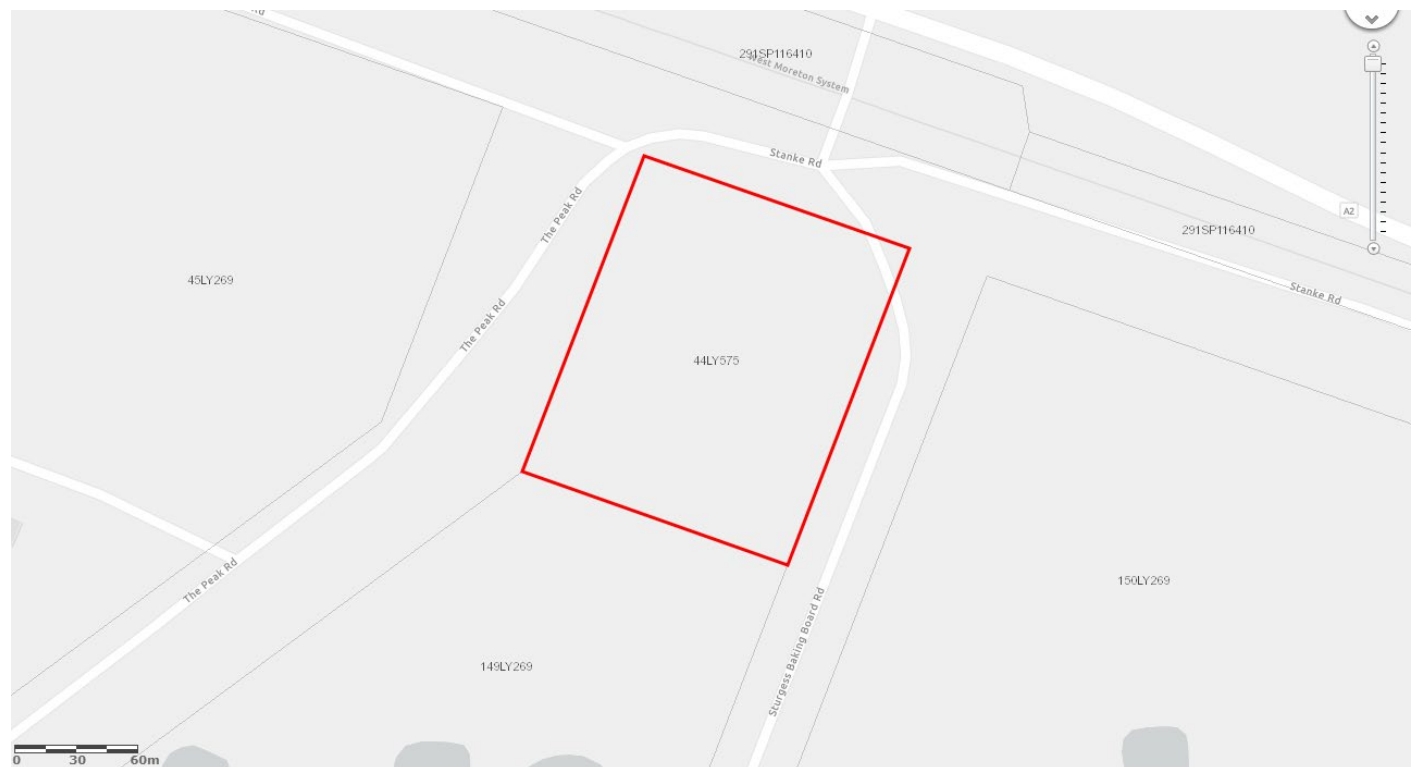 Rd
291SP116410
West Moreton System
Stanke Rd
The Peak Rd
A2
291SP116410
45LY269
Stanke Rd
The Peak Rd
44LY575
The Peak Rd
150LY269
Sturgess Baking Board Rd
149LY269
0 30 60m